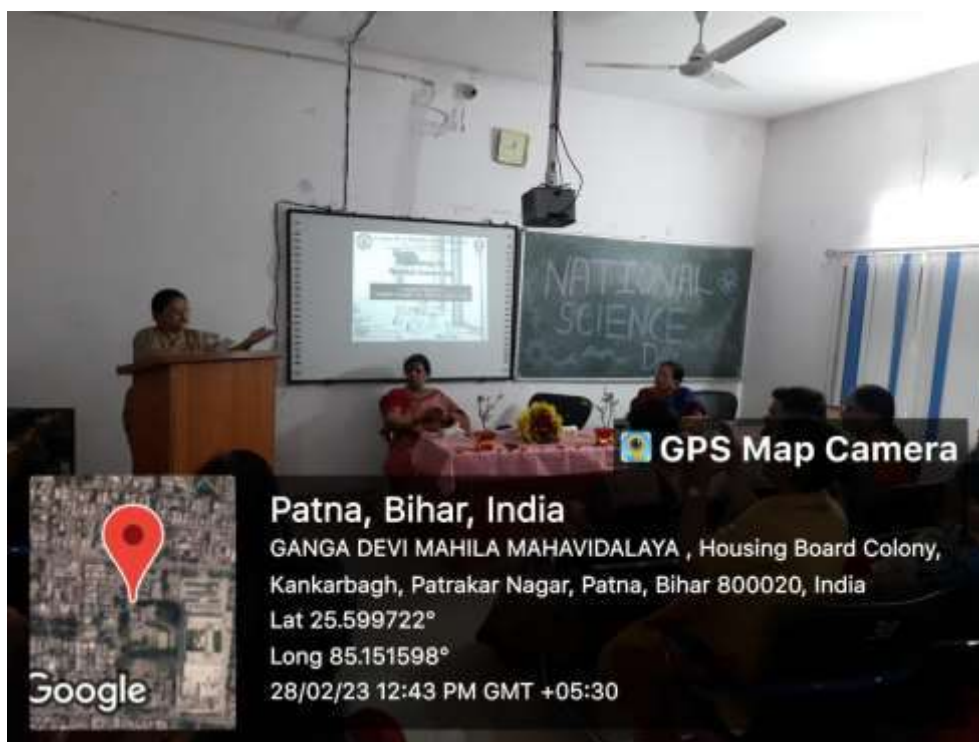 NATIONAL
SCIENCE
D
GPS Map Camera
Patna, Bihar, India
GANGA DEVI MAHILA MAHAVIDALAYA , Housing Board Colony,
Kankarbagh, Patrakar Nagar, Patna, Bihar 800020, India
Lat 25.599722°
Long 85.151598°
28/02/23 12:43 PM GMT +05:30
Google